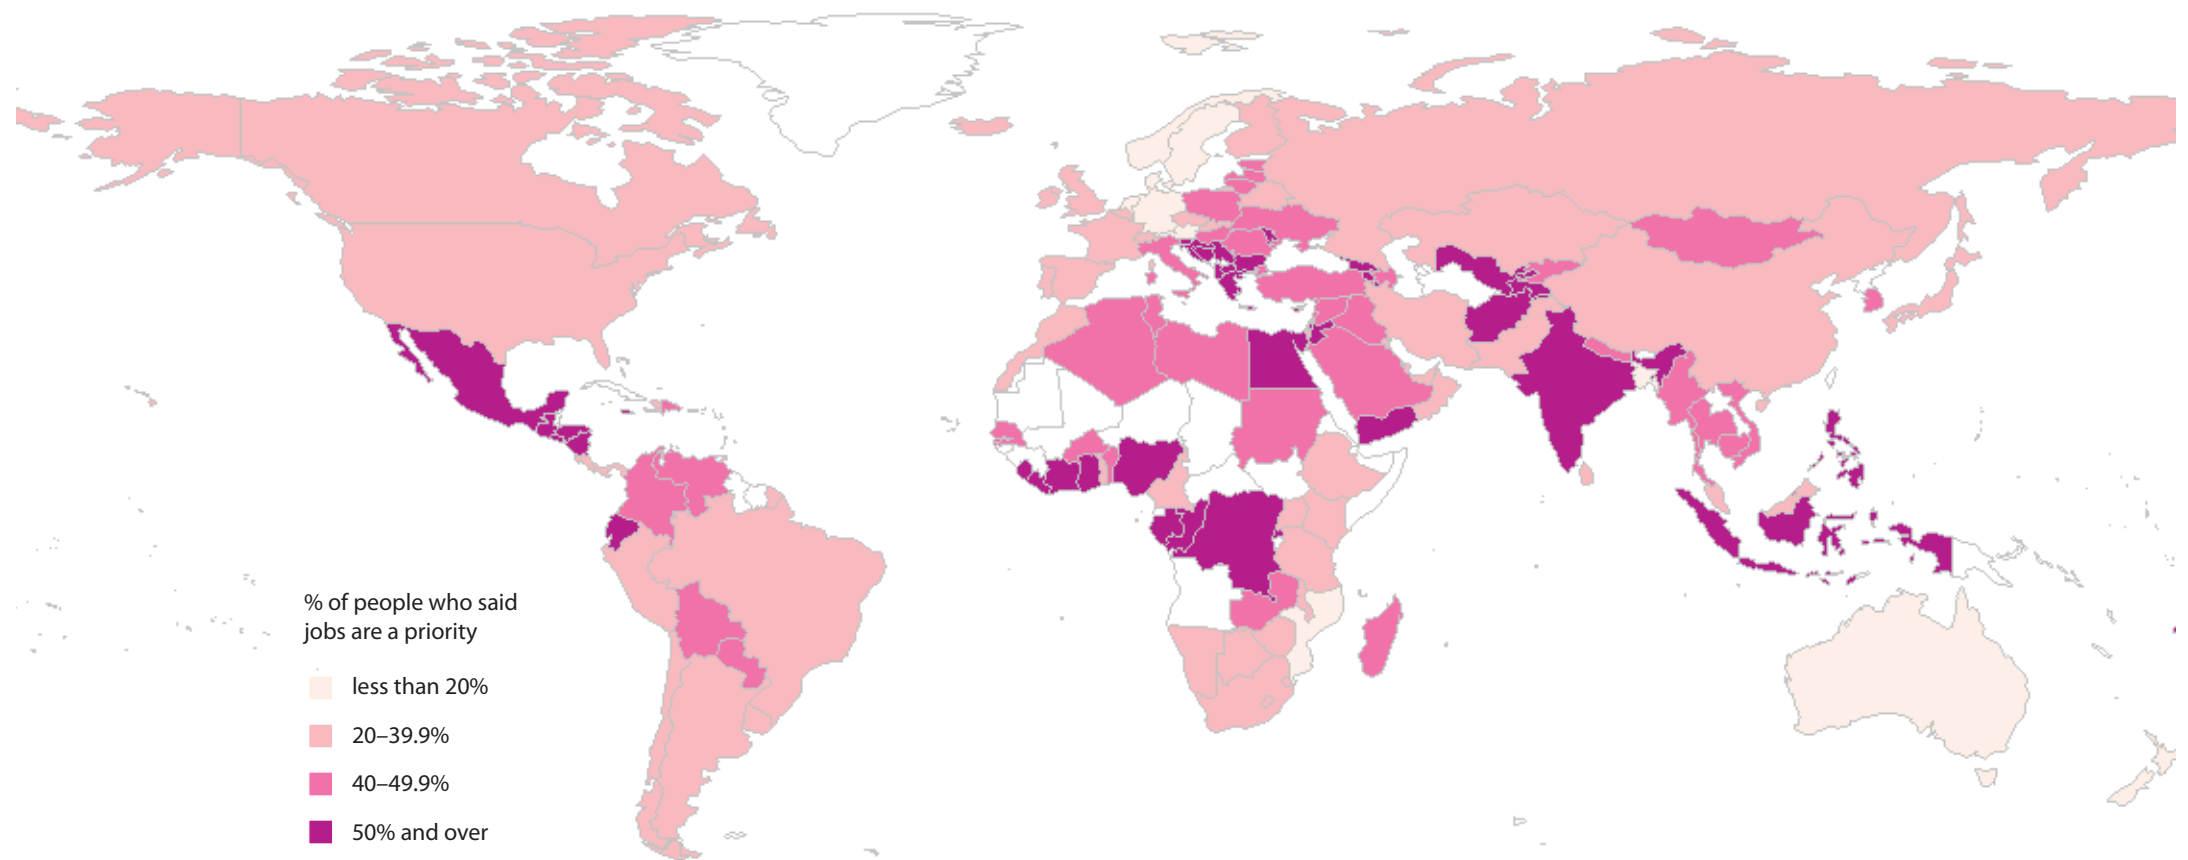 % of people who said
jobs are a priority
less than 20%
20–39.9%
40–49.9%
50% and over